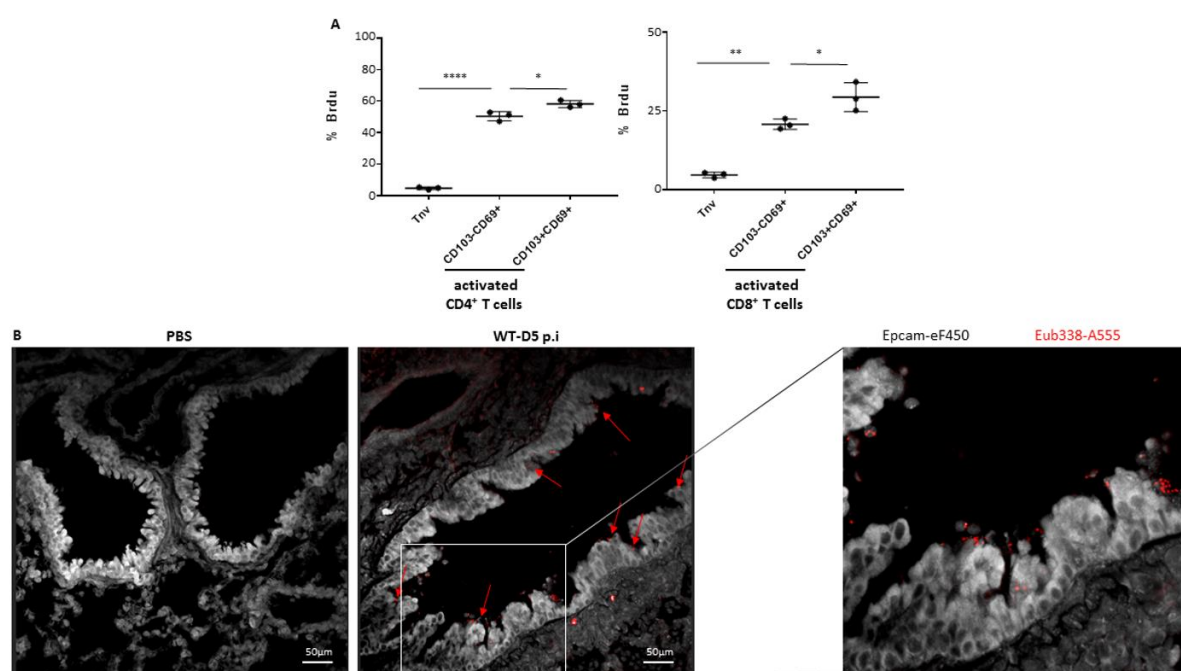 A
100
80
60
40
20
0
% Brdu
****
*
Tnv
CD103-CD69+
CD103+CD69+
activated
CD4⁺ T cells
50
25
0
% Brdu
**
*
Tnv
CD103-CD69+
CD103+CD69+
activated
CD8⁺ T cells
B
PBS
WT-D5 p.i
Epcam-eF450
Eub338-A555
50µm
50µm